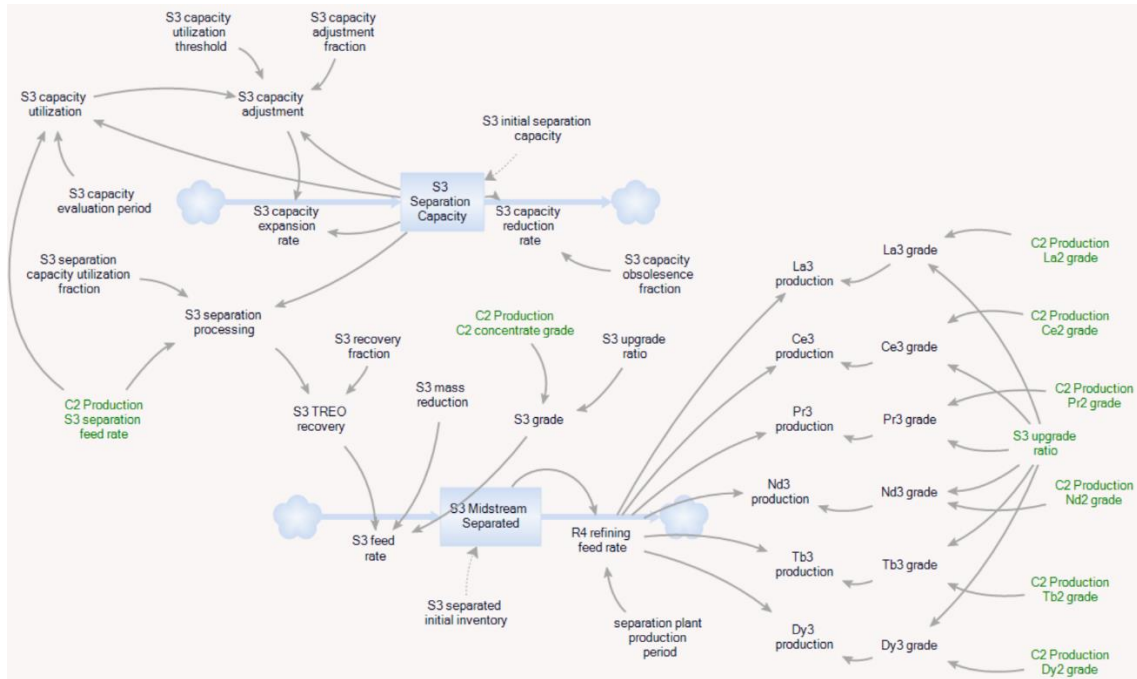 S3 capacity
utilization
threshold
S3 capacity
adjustment
fraction
S3 capacity
utilization
S3 capacity
adjustment
S3 initial separation
capacity
S3 capacity
evaluation period
S3
Separation
Capacity
S3 capacity
expansion
rate
S3 capacity
reduction
rate
S3 capacity
obsolesence
fraction
S3 separation
capacity utilization
fraction
S3 separation
processing
C2 Production
S3 separation
feed rate
S3 recovery
fraction
S3 TREO
recovery
S3 mass
reduction
C2 Production
C2 concentrate grade
S3 upgrade
ratio
S3 grade
S3 feed
rate
S3 Midstream
Separated
S3 separated
initial inventory
R4 refining
feed rate
separation plant
production
period
La3
production
La3 grade
C2 Production
La2 grade
Ce3
production
Ce3 grade
C2 Production
Ce2 grade
Pr3
production
Pr3 grade
C2 Production
Pr2 grade
S3 upgrade
ratio
Nd3
production
Nd3 grade
C2 Production
Nd2 grade
Tb3
production
Tb3 grade
C2 Production
Tb2 grade
Dy3
production
Dy3 grade
C2 Production
Dy2 grade